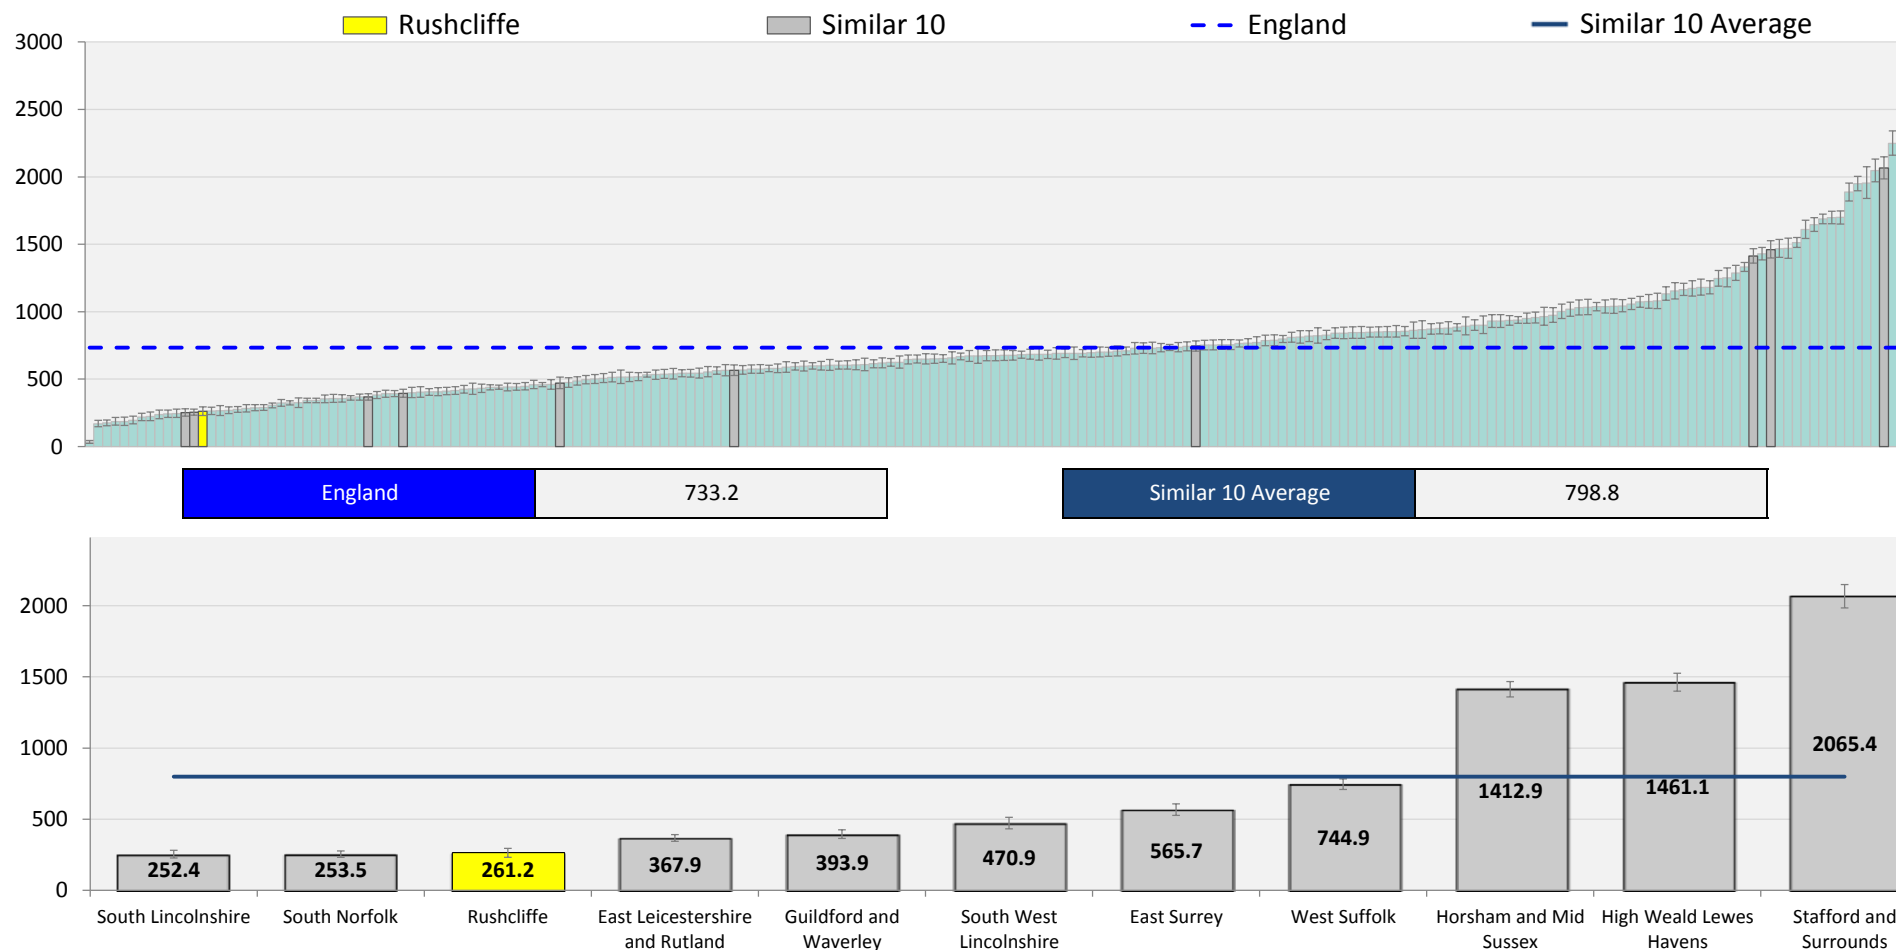 Rushcliffe
Similar 10
England
Similar 10 Average
3000
2500
2000
1500
1000
500
0
England
733.2
Similar 10 Average
798.8
2000
1500
1000
500
0
252.4
253.5
261.2
367.9
393.9
470.9
565.7
744.9
1412.9
1461.1
2065.4
South Lincolnshire
South Norfolk
Rushcliffe
East Leicestershire
and Rutland
Guildford and
Waverley
South West
Lincolnshire
East Surrey
West Suffolk
Horsham and Mid
Sussex
High Weald Lewes
Havens
Stafford and
Surrounds